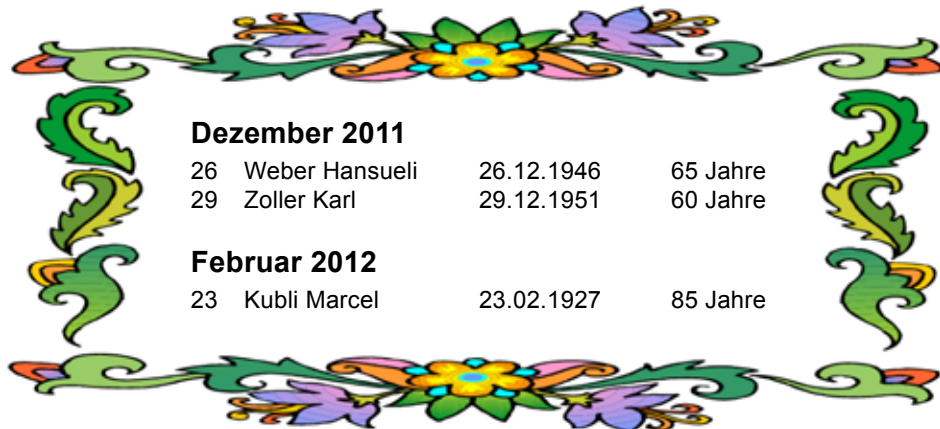 Dezember 2011
26 Weber Hansueli 26.12.1946 65 Jahre
29 Zoller Karl 29.12.1951 60 Jahre
Februar 2012
23 Kubli Marcel 23.02.1927 85 Jahre